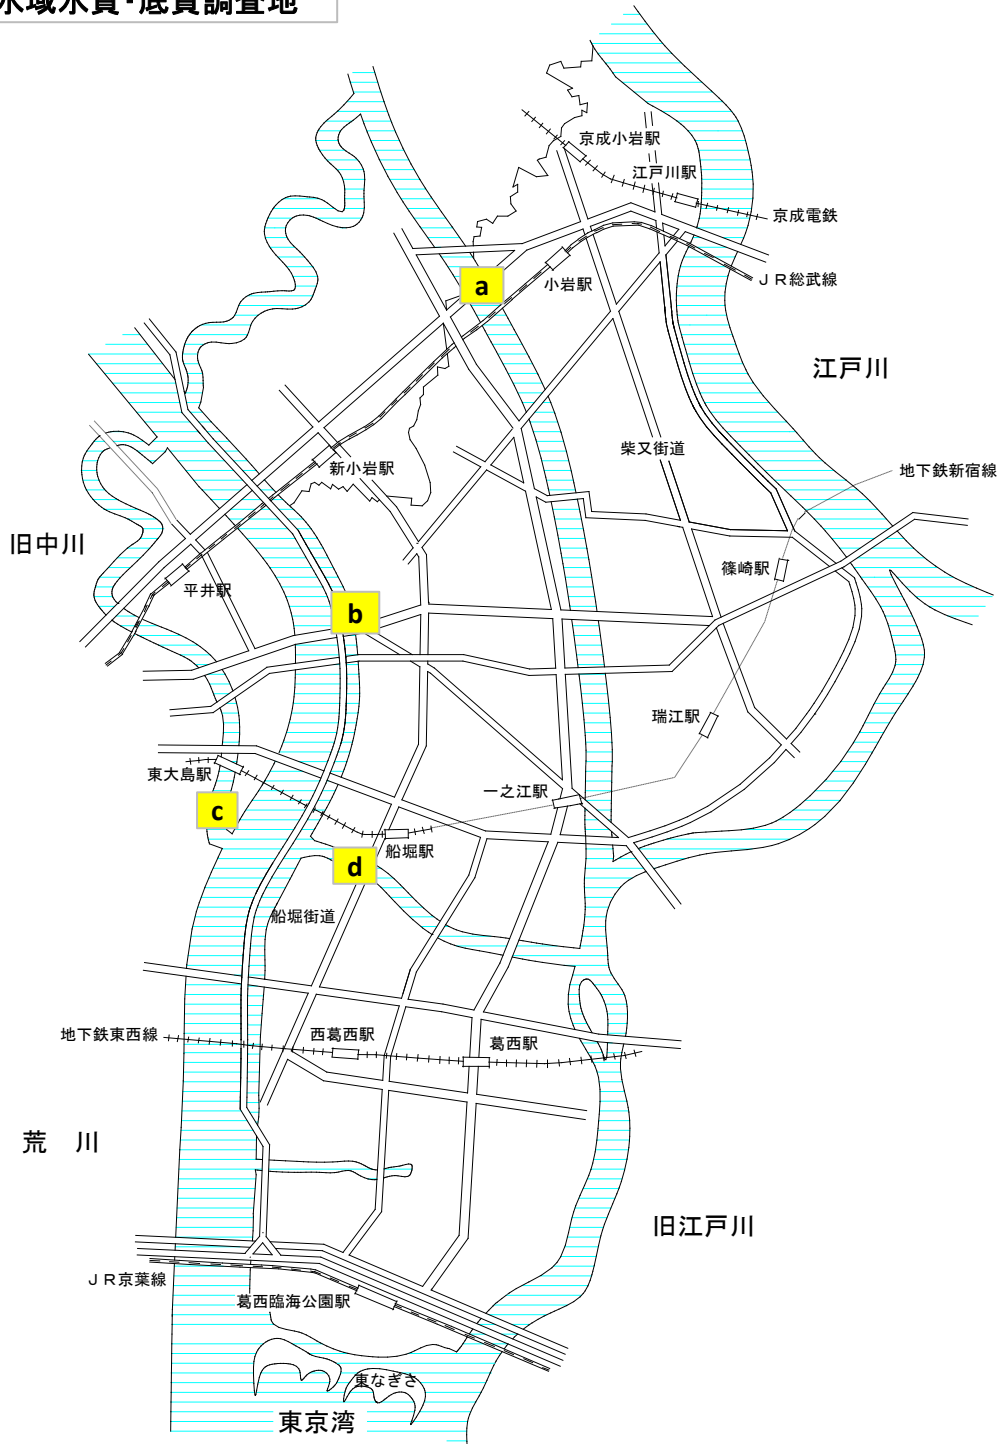 水域水質・底質調査地
京成小岩駅
江戸川駅
京成電鉄
a
小岩駅
ＪＲ総武線
江戸川
柴又街道
新小岩駅
地下鉄新宿線
旧中川
篠崎駅
平井駅
b
瑞江駅
東大島駅
一之江駅
c
船堀駅
d
船堀街道
地下鉄東西線
西葛西駅
葛西駅
荒　川
旧江戸川
ＪＲ京葉線
葛西臨海公園駅
東なぎさ
東京湾